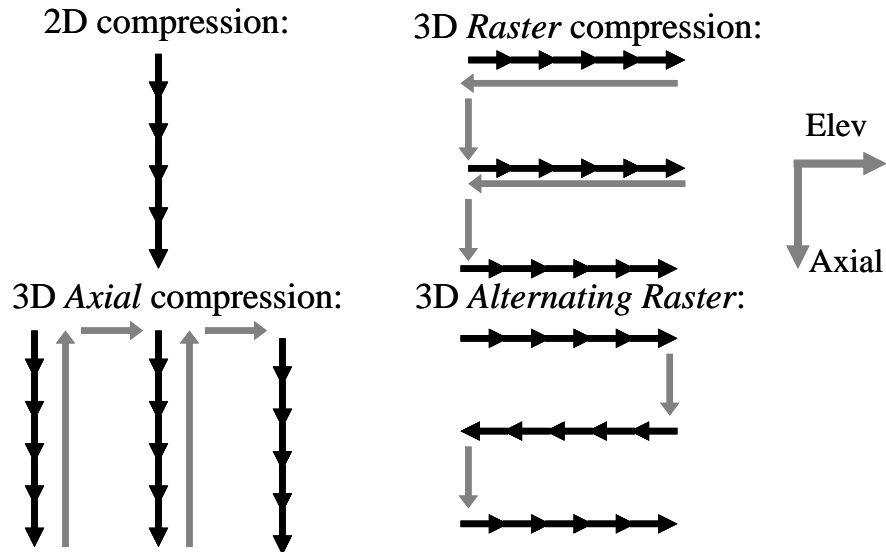 2D compression:
3D Raster compression:
Elev
Axial
3D Axial compression:
3D Alternating Raster: